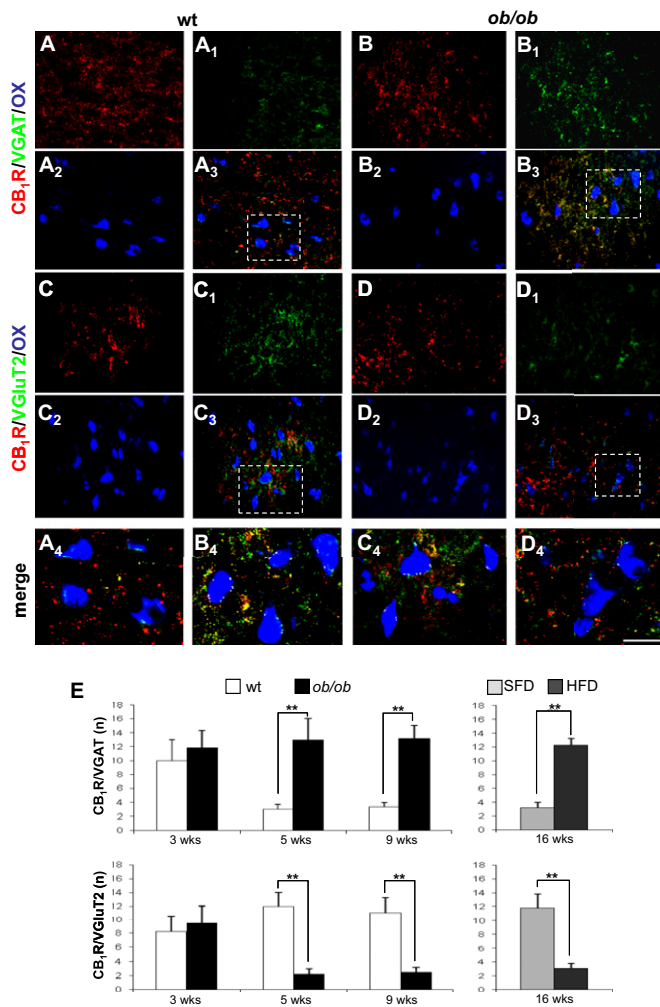 wt ob/ob
A A1 B B1
CB1R/VGAT/OX
A2 A3 B2 B3
C C1 D D1
CB1R/VGluT2/OX
C2 C3 D2 D3
merge
A4 B4 C4 D4
E
wt ob/ob SFD HFD
CB1R/VGAT (n)
18
16
14
12
10
8
6
4
2
0
** ** **
3 wks 5 wks 9 wks 16 wks
CB1R/VGluT2 (n)
18
16
14
12
10
8
6
4
2
0
** ** **
3 wks 5 wks 9 wks 16 wks